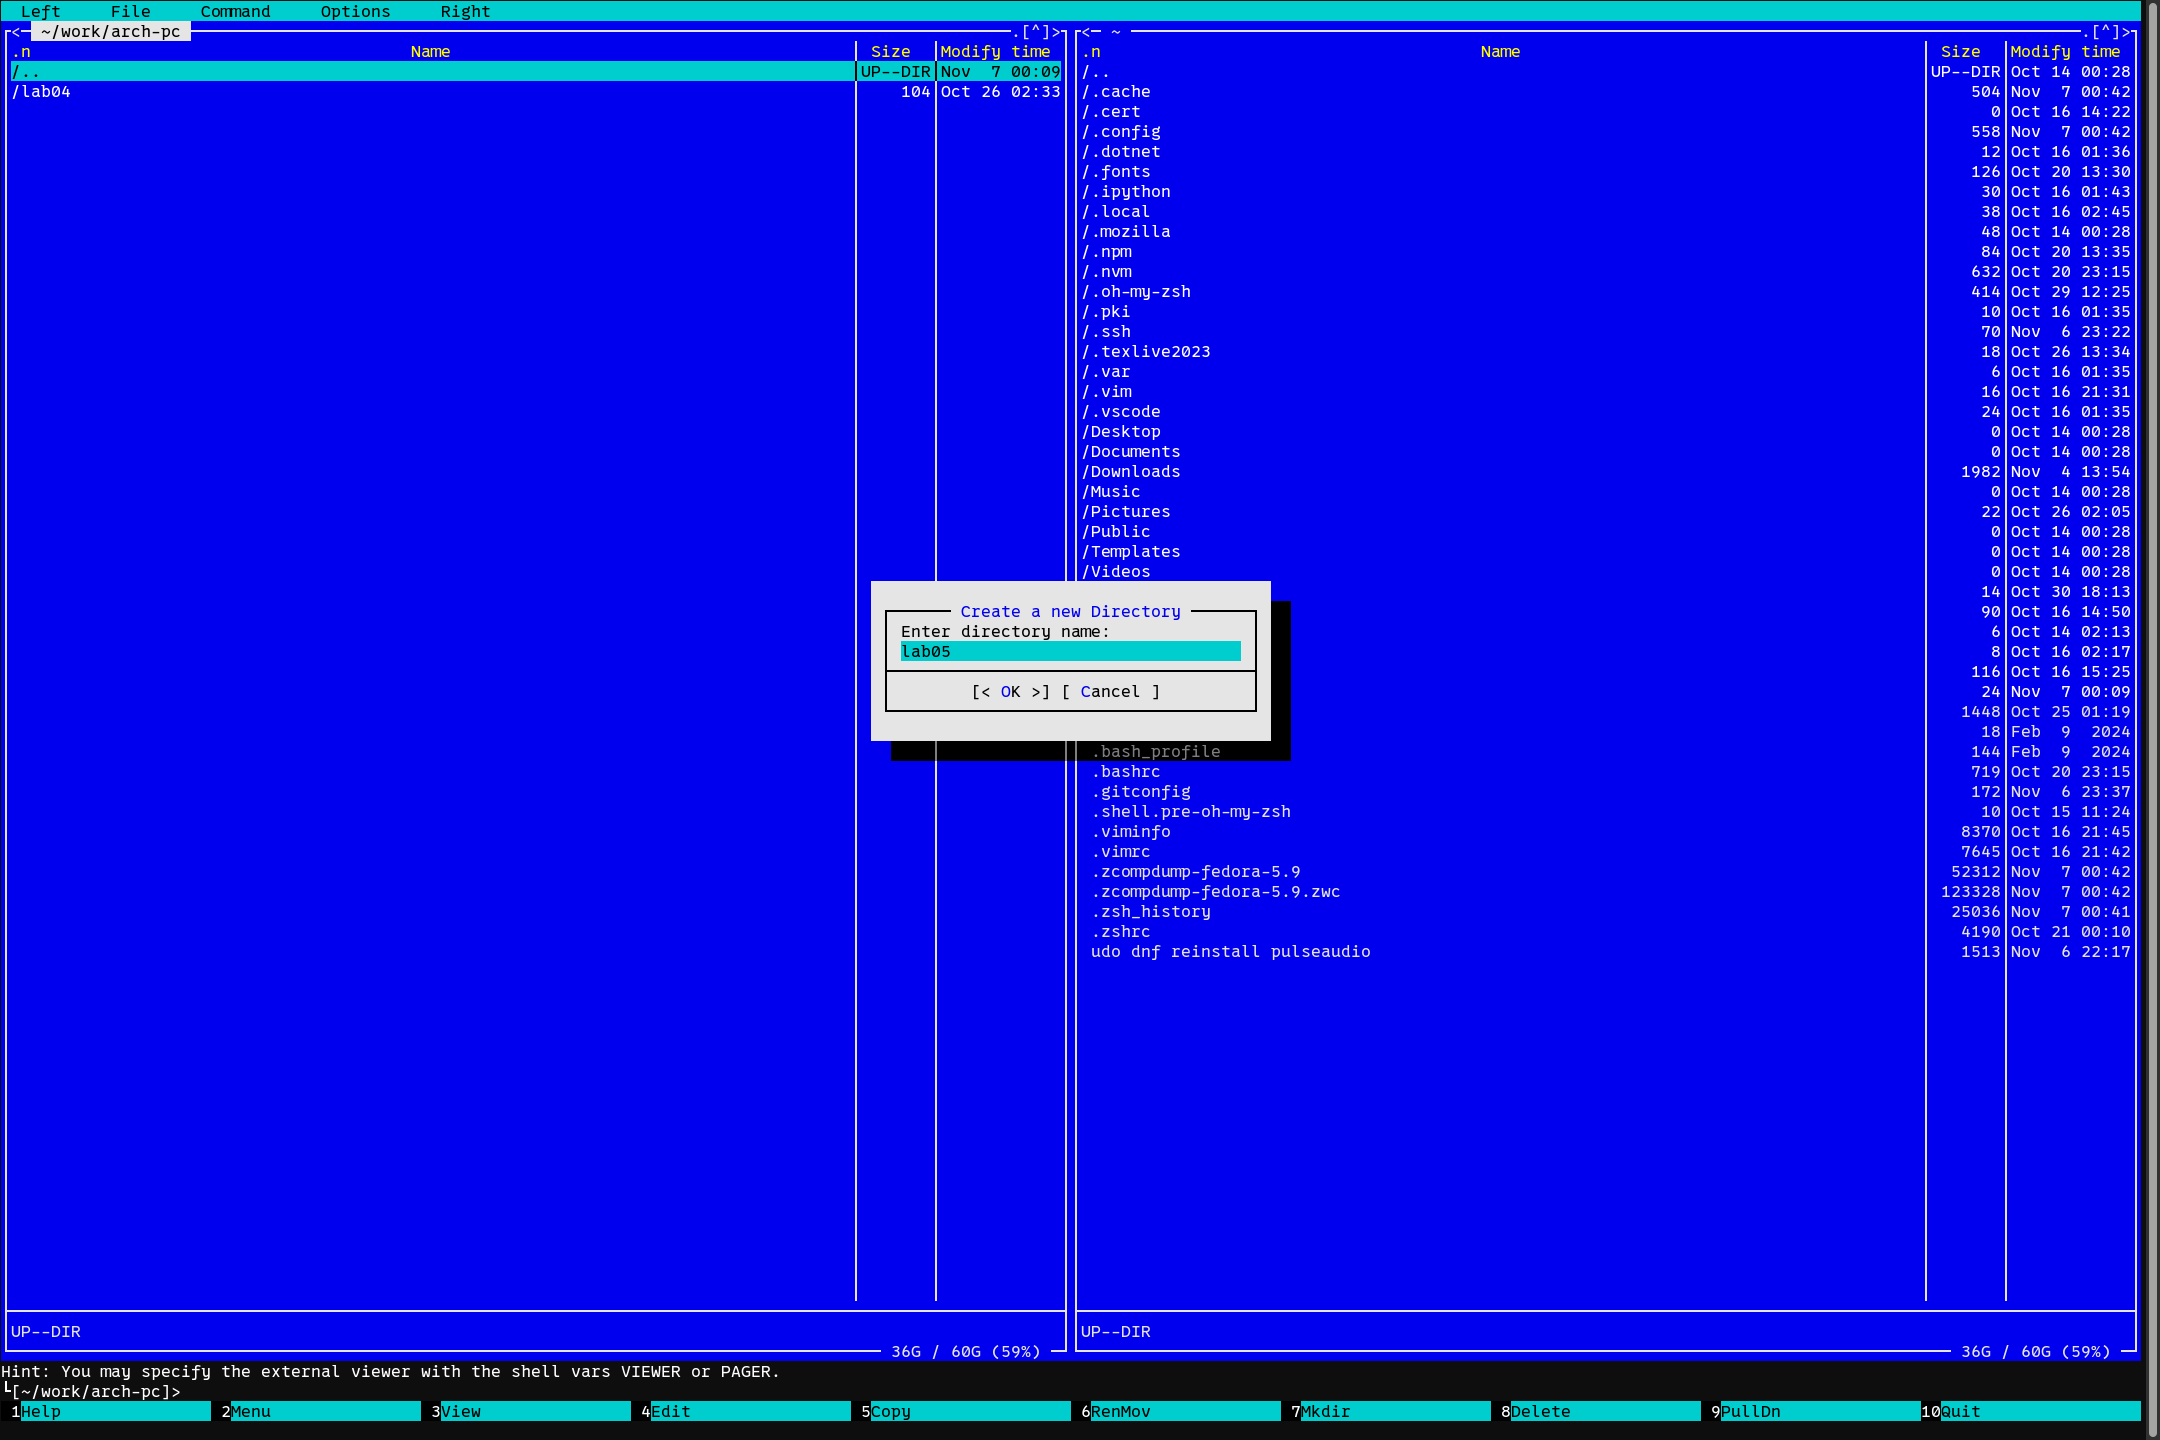 Left File Command Options Right
<─ ~/work/arch-pc ─.[^]>
.n Name Size Modify time
/.. UP--DIR Nov 7 00:09
/lab04 104 Oct 26 02:33
UP--DIR
36G / 60G (59%)
<─ ~ ─.[^]>
.n Name Size Modify time
/.. UP--DIR Oct 14 00:28
/.cache 504 Nov 7 00:42
/.cert 0 Oct 16 14:22
/.config 558 Nov 7 00:42
/.dotnet 12 Oct 16 01:36
/.fonts 126 Oct 20 13:30
/.ipython 30 Oct 16 01:43
/.local 38 Oct 16 02:45
/.mozilla 48 Oct 14 00:28
/.npm 84 Oct 20 13:35
/.nvm 632 Oct 20 23:15
/.oh-my-zsh 414 Oct 29 12:25
/.pki 10 Oct 16 01:35
/.ssh 70 Nov 6 23:22
/.texlive2023 18 Oct 26 13:34
/.var 6 Oct 16 01:35
/.vim 16 Oct 16 21:31
/.vscode 24 Oct 16 01:35
/Desktop 0 Oct 14 00:28
/Documents 0 Oct 14 00:28
/Downloads 1982 Nov 4 13:54
/Music 0 Oct 14 00:28
/Pictures 22 Oct 26 02:05
/Public 0 Oct 14 00:28
/Templates 0 Oct 14 00:28
/Videos 0 Oct 14 00:28
14 Oct 30 18:13
90 Oct 16 14:50
6 Oct 14 02:13
8 Oct 16 02:17
116 Oct 16 15:25
24 Nov 7 00:09
1448 Oct 25 01:19
18 Feb 9 2024
.bash_profile 144 Feb 9 2024
.bashrc 719 Oct 20 23:15
.gitconfig 172 Nov 6 23:37
.shell.pre-oh-my-zsh 10 Oct 15 11:24
.viminfo 8370 Oct 16 21:45
.vimrc 7645 Oct 16 21:42
.zcompdump-fedora-5.9 52312 Nov 7 00:42
.zcompdump-fedora-5.9.zwc 123328 Nov 7 00:42
.zsh_history 25036 Nov 7 00:41
.zshrc 4190 Oct 21 00:10
udo dnf reinstall pulseaudio 1513 Nov 6 22:17
UP--DIR
36G / 60G (59%)
Create a new Directory
Enter directory name:
lab05
[< OK >] [ Cancel ]
Hint: You may specify the external viewer with the shell vars VIEWER or PAGER.
└[~/work/arch-pc]>
1Help 2Menu 3View 4Edit 5Copy 6RenMov 7Mkdir 8Delete 9PullDn 10Quit